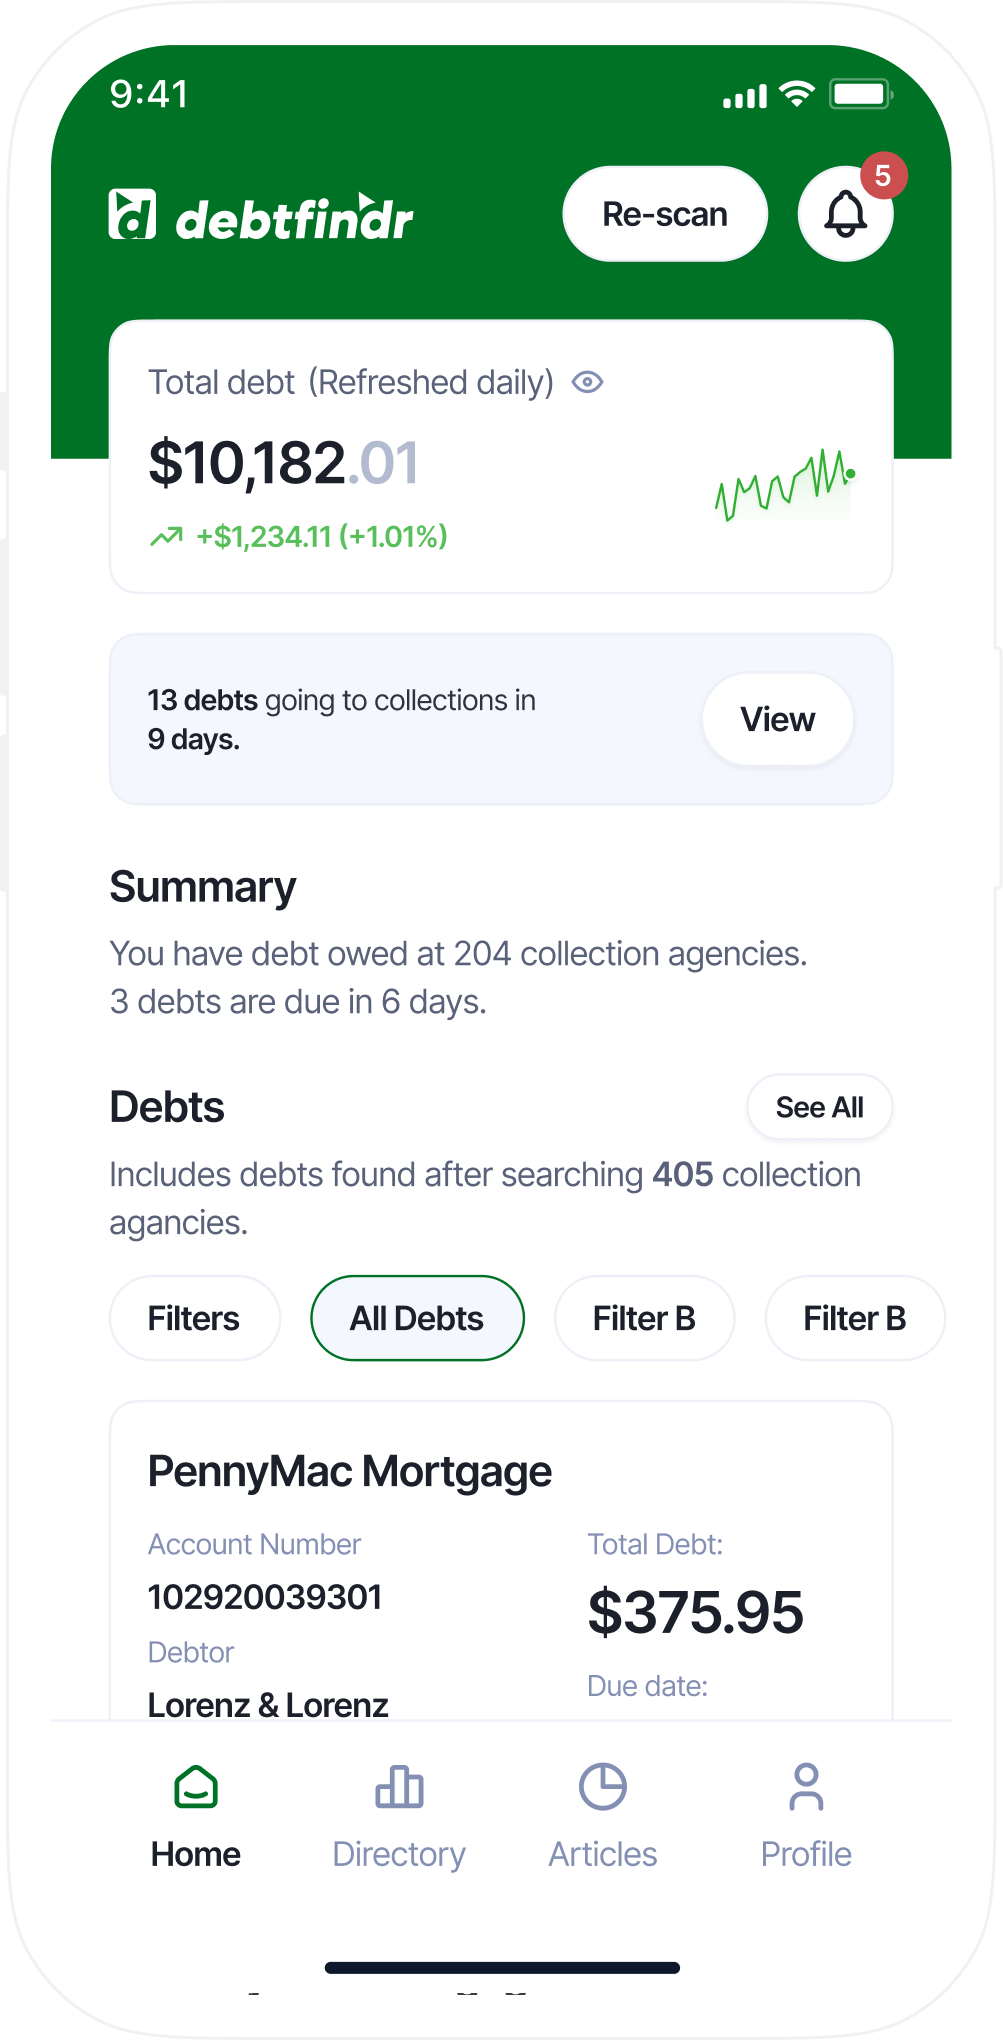 9:41
debtfindr
Re-scan
5
Total debt (Refreshed daily)
$10,182.01
+$1,234.11 (+1.01%)
13 debts going to collections in
9 days.
View
Summary
You have debt owed at 204 collection agencies.
3 debts are due in 6 days.
Debts
See All
Includes debts found after searching 405 collection
agancies.
Filters
All Debts
Filter B
Filter B
PennyMac Mortgage
Account Number
102920039301
Debtor
Lorenz & Lorenz
Total Debt:
$375.95
Due date:
Home
Directory
Articles
Profile